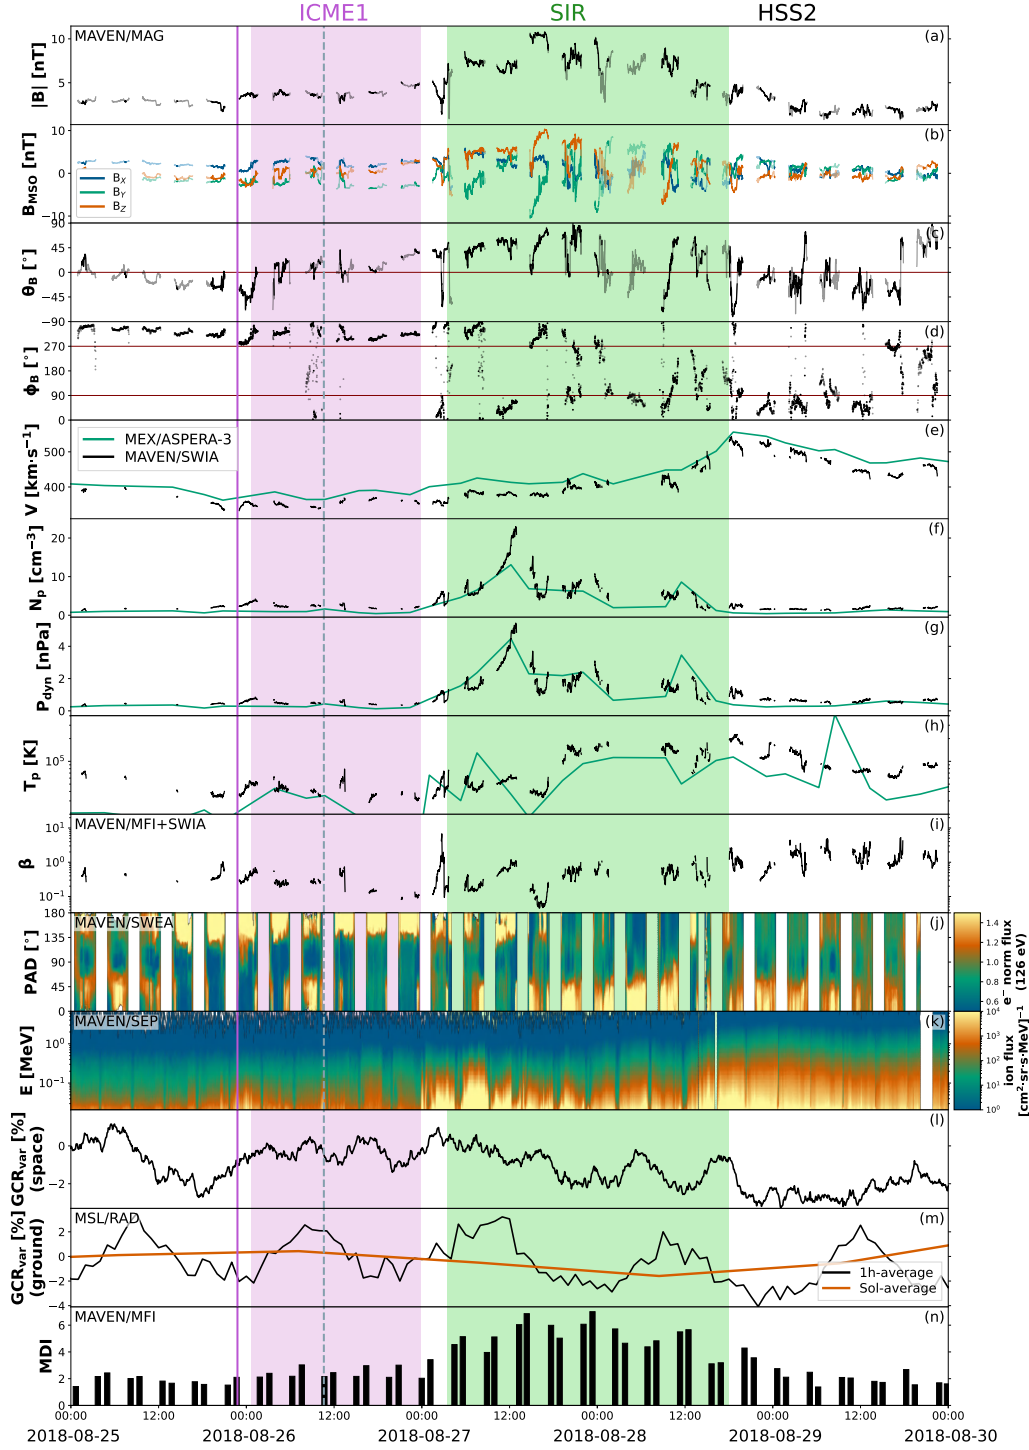 ICME1 SIR HSS2
MAVEN/MAG (a)
|B| [nT]
10
5
(b)
B_MSO [nT]
10
0
−10
B_X
B_Y
B_Z
(c)
θ_B [°]
90
45
0
−45
−90
(d)
ϕ_B [°]
270
180
90
0
(e)
V [km·s⁻¹]
500
400
MEX/ASPERA-3
MAVEN/SWIA
(f)
N_p [cm⁻³]
20
10
0
(g)
P_dyn [nPa]
4
2
0
(h)
T_p [K]
10⁵
MAVEN/MFI+SWIA (i)
β
10¹
10⁰
10⁻¹
MAVEN/SWEA (j)
PAD [°]
180
135
90
45
0
1.4
1.2
1.0
0.8
0.6
e⁻ norm flux
(126 eV)
MAVEN/SEP (k)
E [MeV]
10⁰
10⁻¹
10⁴
10³
10²
10¹
10⁰
ion flux
[cm²·sr·s·MeV]⁻¹
(l)
GCR_var [%]
(space)
0
−2
MSL/RAD (m)
GCR_var [%]
(ground)
2
0
−2
−4
1h-average
Sol-average
MAVEN/MFI (n)
MDI
6
4
2
0
00:00 12:00 00:00 12:00 00:00 12:00 00:00 12:00 00:00 12:00 00:00
2018-08-25 2018-08-26 2018-08-27 2018-08-28 2018-08-29 2018-08-30